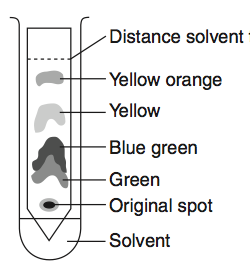 Distance solvent
Yellow orange
Yellow
Blue green
Green
Original spot
Solvent